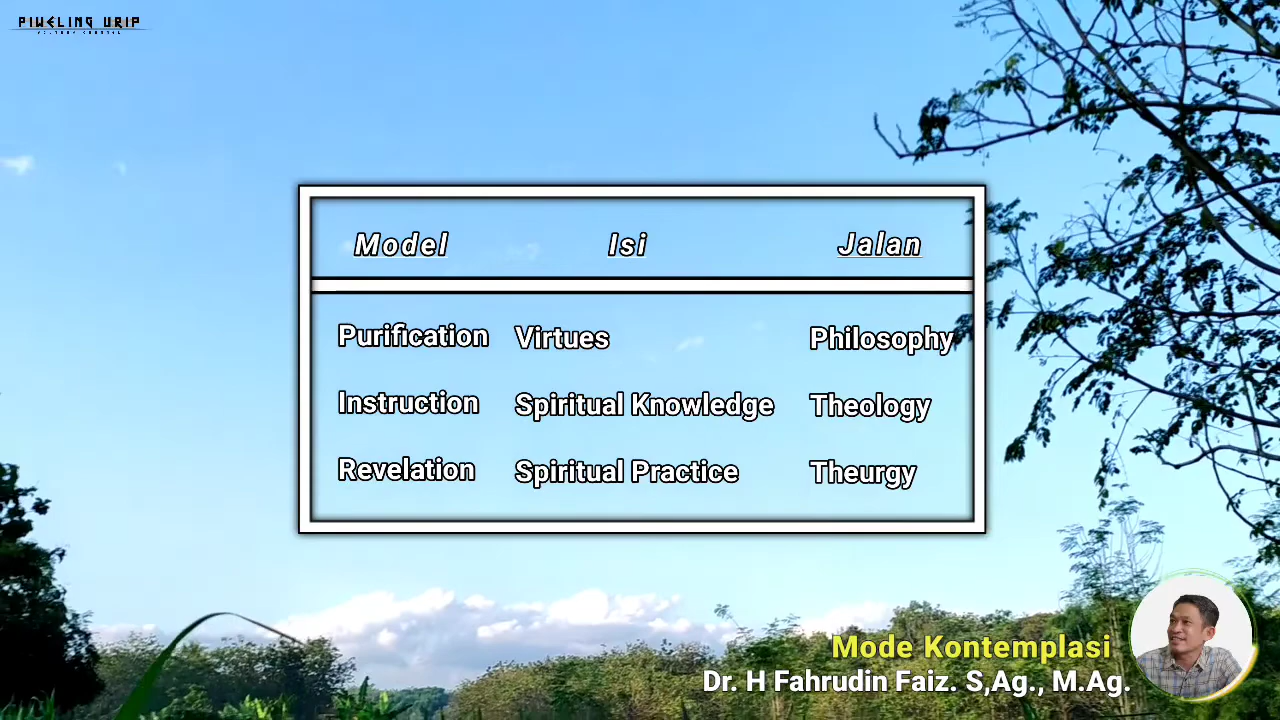 PIWELING URIP
Model Isi Jalan
Purification Virtues Philosophy
Instruction Spiritual Knowledge Theology
Revelation Spiritual Practice Theurgy
Mode Kontemplasi
Dr. H Fahrudin Faiz. S,Ag., M.Ag.